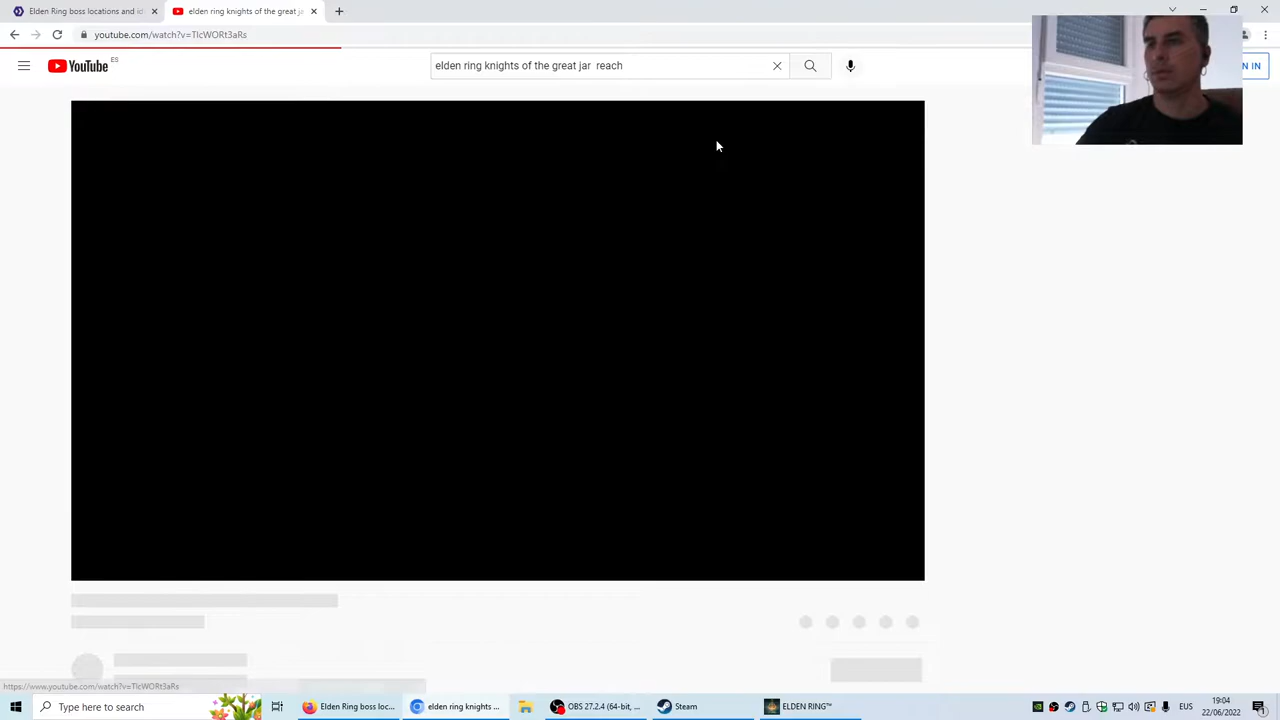 Elden Ring boss locations and id
elden ring knights of the great ja
youtube.com/watch?v=TIcWORt3aRs
YouTube ES
elden ring knights of the great jar  reach
N IN
https://www.youtube.com/watch?v=TIcWORt3aRs
Type here to search
Elden Ring boss loc...
elden ring knights ...
OBS 27.2.4 (64-bit, ...
Steam
ELDEN RING™
EUS
19:04
22/06/2022